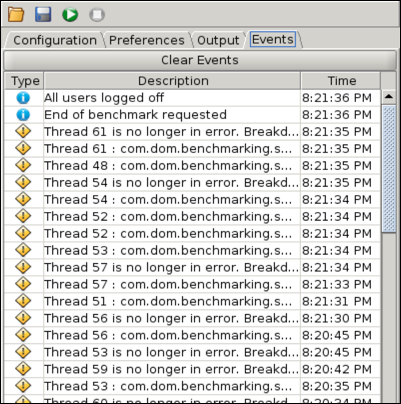 Configuration Preferences Output Events
Clear Events
Type Description Time
All users logged off 8:21:36 PM
End of benchmark requested 8:21:36 PM
Thread 61 is no longer in error. Breakd... 8:21:35 PM
Thread 61 : com.dom.benchmarking.s... 8:21:35 PM
Thread 48 : com.dom.benchmarking.s... 8:21:35 PM
Thread 54 is no longer in error. Breakd... 8:21:35 PM
Thread 54 : com.dom.benchmarking.s... 8:21:34 PM
Thread 52 : com.dom.benchmarking.s... 8:21:34 PM
Thread 52 : com.dom.benchmarking.s... 8:21:34 PM
Thread 53 : com.dom.benchmarking.s... 8:21:34 PM
Thread 57 is no longer in error. Breakd... 8:21:34 PM
Thread 57 : com.dom.benchmarking.s... 8:21:33 PM
Thread 51 : com.dom.benchmarking.s... 8:21:31 PM
Thread 56 is no longer in error. Breakd... 8:21:30 PM
Thread 56 : com.dom.benchmarking.s... 8:20:45 PM
Thread 53 is no longer in error. Breakd... 8:20:45 PM
Thread 59 is no longer in error. Breakd... 8:20:42 PM
Thread 53 : com.dom.benchmarking.s... 8:20:35 PM
Thread 60 is no longer in error. Breakd... 8:20:34 PM